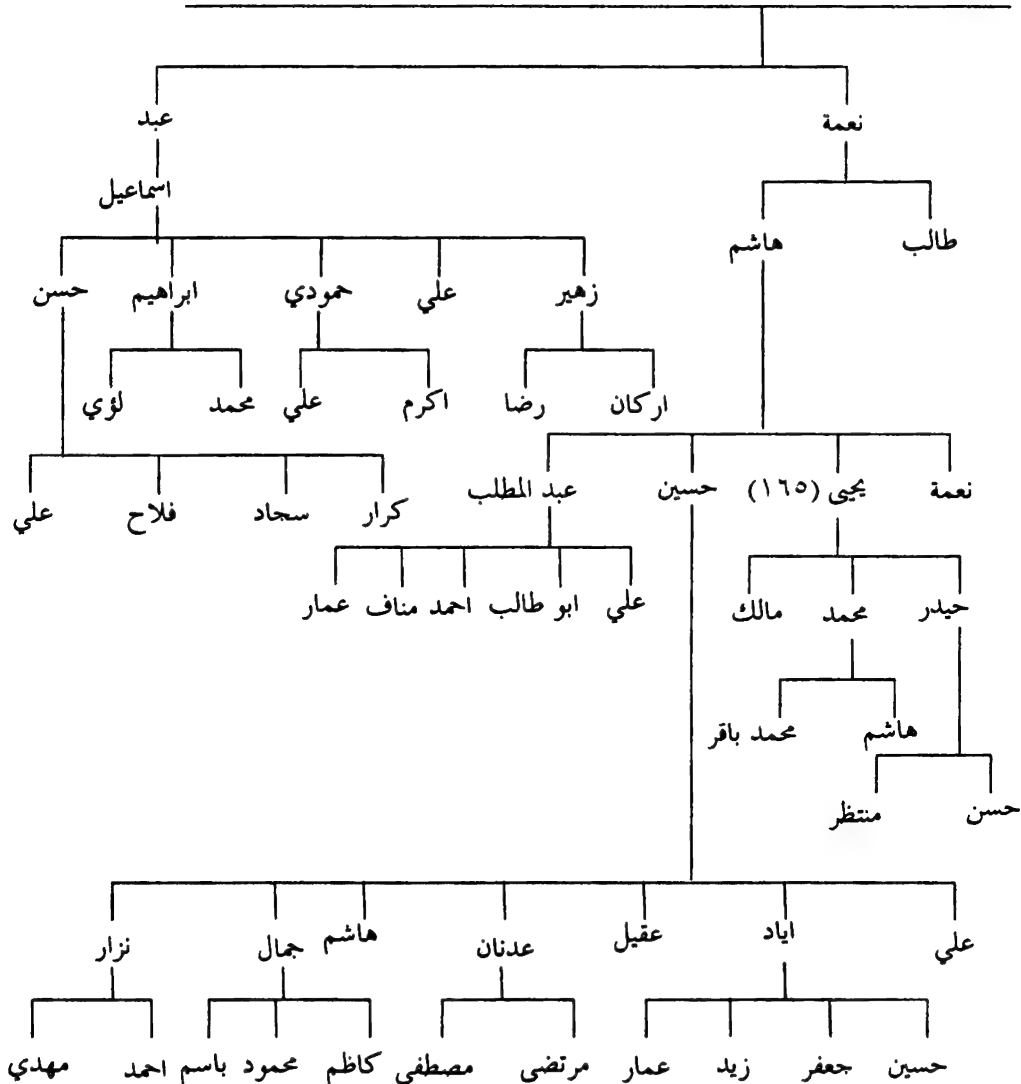 نعمة
عبد
اسماعيل
طالب
هاشم
زهير
علي
حمودي
ابراهيم
حسن
اركان
رضا
اكرم
علي
محمد
لؤي
نعمة
يحيى (١٦٥)
حسين
عبد المطلب
كرار
سجاد
فلاح
علي
حيدر
محمد
مالك
علي
ابو طالب
احمد
مناف
عمار
هاشم
محمد باقر
حسن
منتظر
علي
اياد
عقيل
عدنان
هاشم
جمال
نزار
حسين
جعفر
زيد
عمار
مرتضى
مصطفى
كاظم
محمود
باسم
احمد
مهدي